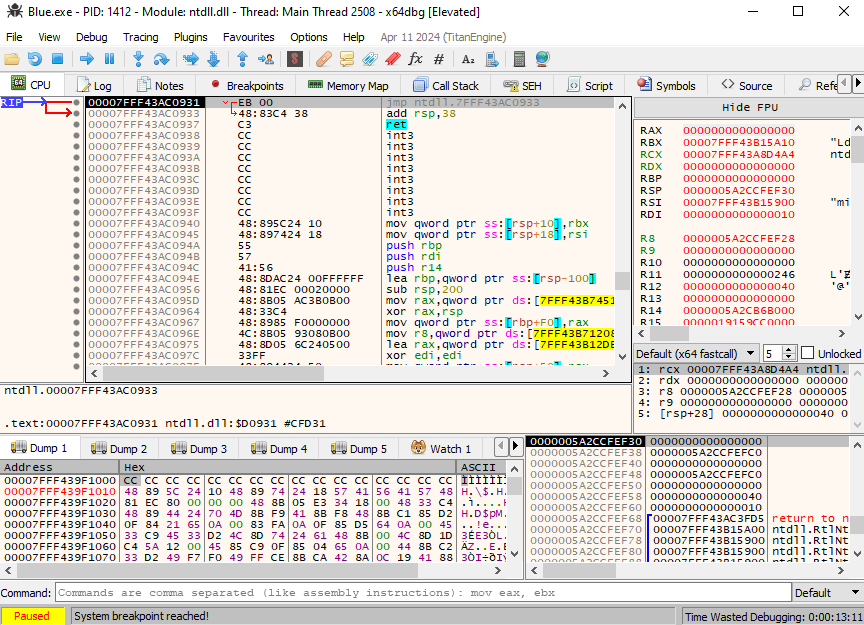 Blue.exe - PID: 1412 - Module: ntdll.dll - Thread: Main Thread 2508 - x64dbg [Elevated]
File View Debug Tracing Plugins Favourites Options Help Apr 11 2024 (TitanEngine)
CPU Log Notes Breakpoints Memory Map Call Stack SEH Script Symbols Source Refe
RIP
00007FFF43AC0931 EB 00 jmp ntdll.7FFF43AC0933
00007FFF43AC0933 48:83C4 38 add rsp,38
00007FFF43AC0937 C3 ret
00007FFF43AC0938 CC int3
00007FFF43AC0939 CC int3
00007FFF43AC093A CC int3
00007FFF43AC093B CC int3
00007FFF43AC093C CC int3
00007FFF43AC093D CC int3
00007FFF43AC093E CC int3
00007FFF43AC093F CC int3
00007FFF43AC0940 48:895C24 10 mov qword ptr ss:[rsp+10],rbx
00007FFF43AC0945 48:897424 18 mov qword ptr ss:[rsp+18],rsi
00007FFF43AC094A 55 push rbp
00007FFF43AC094B 57 push rdi
00007FFF43AC094C 41:56 push r14
00007FFF43AC094E 48:8DAC24 00FFFFFF lea rbp,qword ptr ss:[rsp-100]
00007FFF43AC0956 48:81EC 00020000 sub rsp,200
00007FFF43AC095D 48:8B05 AC3B0B00 mov rax,qword ptr ds:[7FFF43B7451
00007FFF43AC0964 48:33C4 xor rax,rsp
00007FFF43AC0967 48:8985 F0000000 mov qword ptr ss:[rbp+F0],rax
00007FFF43AC096E 4C:8B05 93080B00 mov r8,qword ptr ds:[7FFF43B71208
00007FFF43AC0975 48:8D05 6C240500 lea rax,qword ptr ds:[7FFF43B12DE
00007FFF43AC097C 33FF xor edi,edi
Hide FPU
RAX 0000000000000000
RBX 00007FFF43B15A10 "Ld
RCX 00007FFF43A8D4A4 ntd
RDX 0000000000000000
RBP 0000000000000000
RSP 0000005A2CCFEF30
RSI 00007FFF43B15900 "mi
RDI 0000000000000010
R8 0000005A2CCFEF28
R9 0000000000000000
R10 0000000000000000
R11 0000000000000246
R12 0000000000000040 '@'
R13 0000000000000000
R14 0000005A2CB6B000
R15 0000019159CC0000
Default (x64 fastcall) 5 Unlocked
1: rcx 00007FFF43A8D4A4 ntdll.
2: rdx 0000000000000000 000000
3: r8 0000005A2CCFEF28 0000005
4: r9 0000000000000000 0000000
5: [rsp+28] 0000000000000040 0
ntdll.00007FFF43AC0933
.text:00007FFF43AC0931 ntdll.dll:$D0931 #CFD31
Dump 1 Dump 2 Dump 3 Dump 4 Dump 5 Watch 1
Address Hex ASCII
00007FFF439F1000 CC CC CC CC CC CC CC CC CC CC CC CC CC CC CC CC ÌÌÌÌÌÌ
00007FFF439F1010 48 89 5C 24 10 48 89 74 24 18 57 41 56 41 57 48 H.\$.H.
00007FFF439F1020 81 EC 80 00 00 00 48 8B 05 E3 34 18 00 48 33 C4 .ì....H
00007FFF439F1030 48 89 44 24 70 4D 8B F9 41 8B F8 48 8B C1 85 D2 H.D$pM.
00007FFF439F1040 0F 84 21 65 0A 00 83 FA 0A 0F 85 D5 64 0A 00 45 ..!e...
00007FFF439F1050 33 C9 45 33 D2 4C 8D 74 24 61 48 8B 00 4C 8D 1D 3ÉE3ÒL.
00007FFF439F1060 C4 5A 12 00 45 85 C9 0F 85 04 65 0A 00 44 8B C2 ÄZ..E.É
00007FFF439F1070 33 D2 49 F7 F0 49 FF CE 8B CA 42 8A 0C 19 41 88 3ÒI÷ðIÿ
0000005A2CCFEF30 0000000000000000
0000005A2CCFEF38 0000005A2CCFEFC0
0000005A2CCFEF40 0000000000000000
0000005A2CCFEF48 0000005A2CCFEFC0
0000005A2CCFEF50 0000000000000000
0000005A2CCFEF58 0000000000000040
0000005A2CCFEF60 0000000000000010
0000005A2CCFEF68 00007FFF43AC3FD5 return to n
0000005A2CCFEF70 00007FFF43B15A00 ntdll.RtlNt
0000005A2CCFEF78 00007FFF43B15900 ntdll.RtlNt
0000005A2CCFEF80 00007FFF43B15900 ntdll.RtlNt
Command: Commands are comma separated (like assembly instructions): mov eax, ebx Default
Paused System breakpoint reached! Time Wasted Debugging: 0:00:13:11